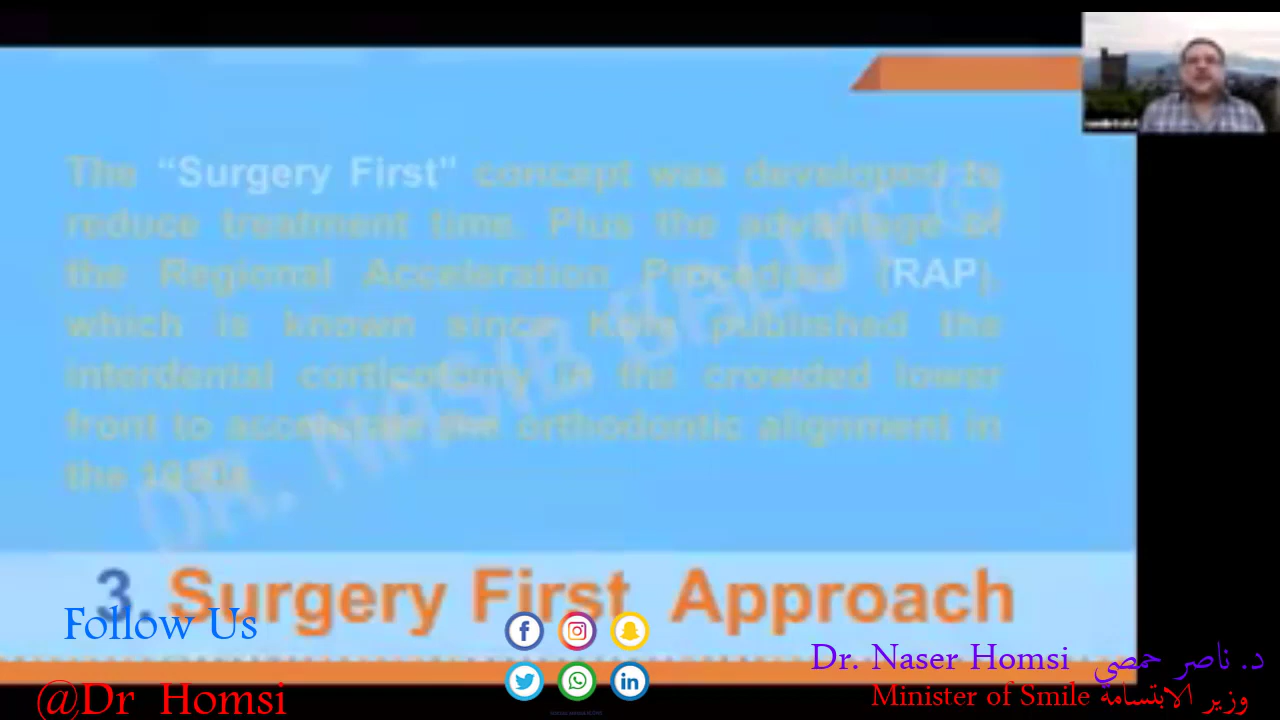 The “Surgery First” concept was developed to
reduce treatment time. Plus the advantage of
the Regional Acceleration Procedure (RAP),
which is known since Kole published the
interdental corticotomy in the crowded lower
front to accelerate the orthodontic alignment in
the 1950s
DR. NASIB BALUT ©
3. Surgery First Approach
Follow Us
@Dr_Homsi
Dr. Naser Homsi د. ناصر حمصي
Minister of Smile وزير الابتسامة